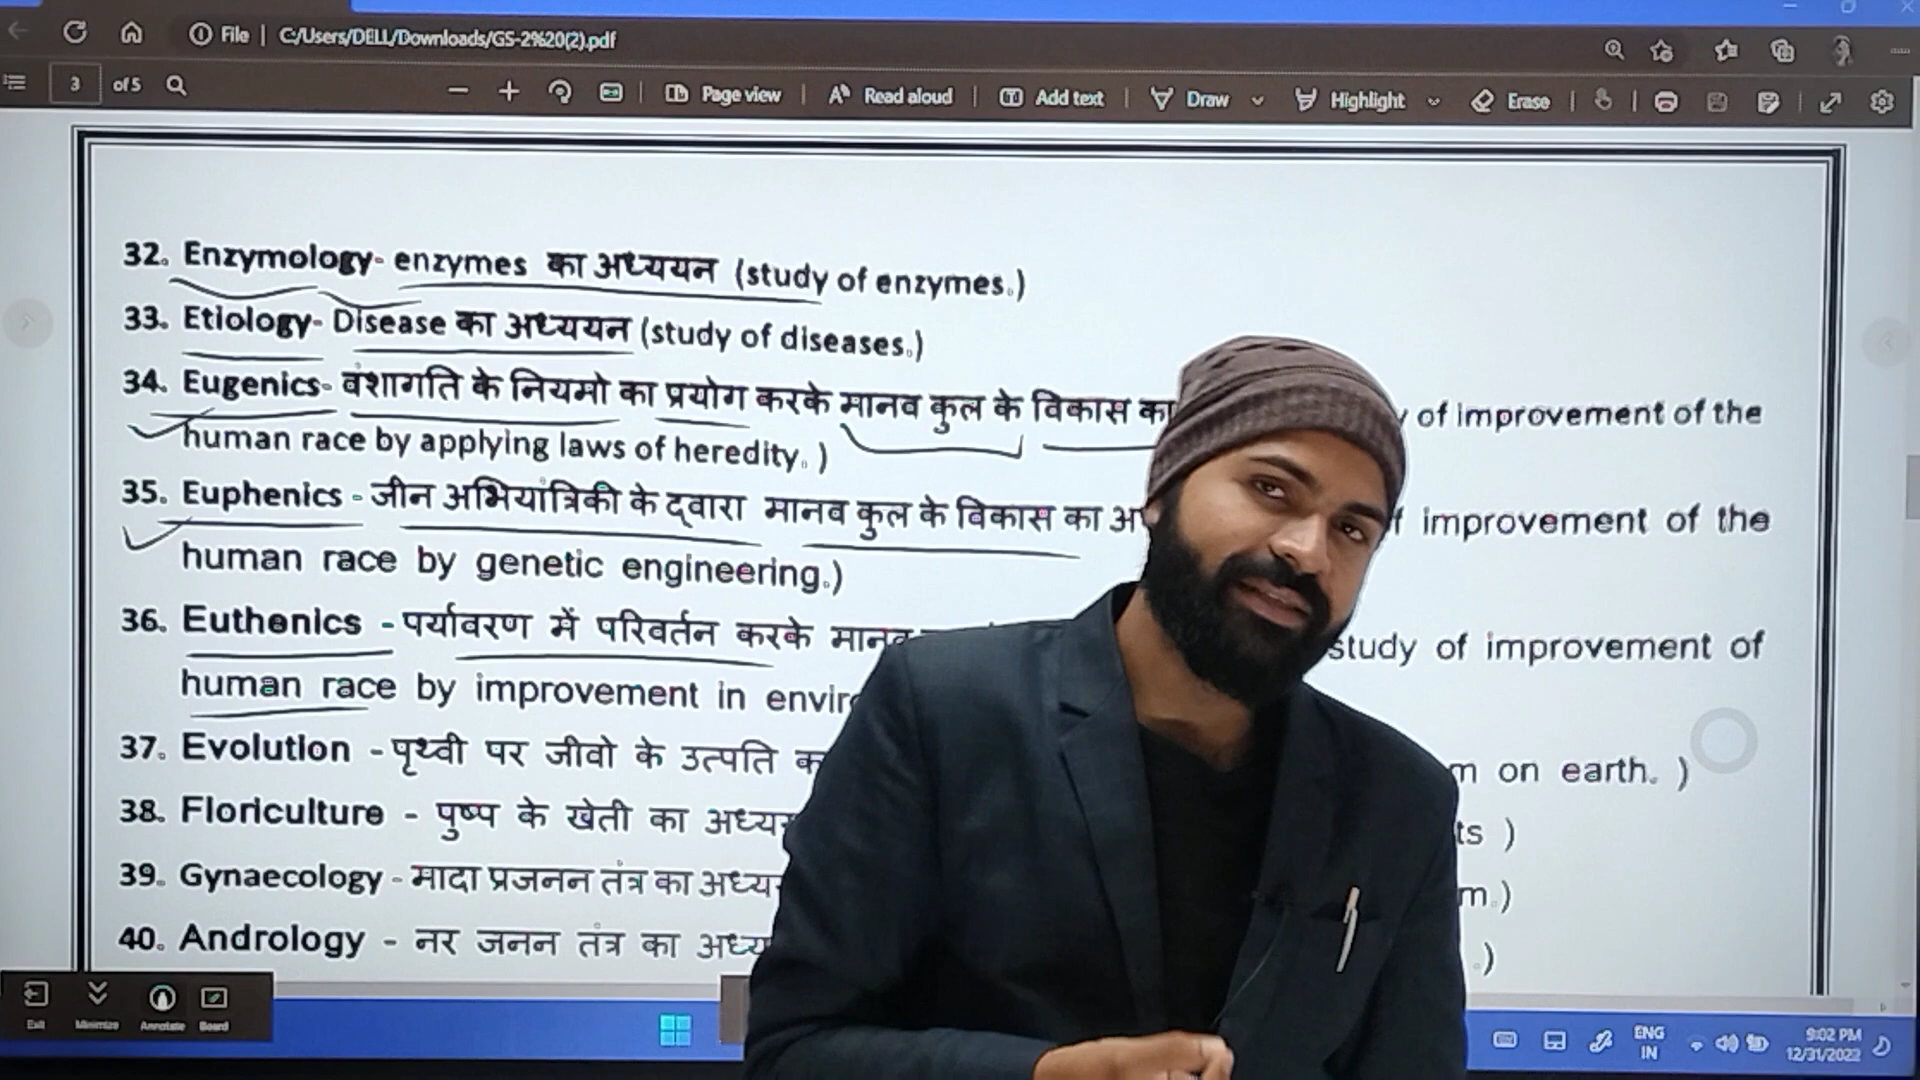 File | C:/Users/DELL/Downloads/GS-2%20(2).pdf
3 of 5 Page view Read aloud Add text Draw Highlight Erase
32. Enzymology- enzymes का अध्ययन (study of enzymes.)
33. Etiology- Disease का अध्ययन (study of diseases.)
34. Eugenics- वंशागति के नियमो का प्रयोग करके मानव कुल के विकास का of improvement of the
human race by applying laws of heredity. )
35. Euphenics - जीन अभियांत्रिकी के द्वारा मानव कुल के विकास का improvement of the
human race by genetic engineering.)
36. Euthenics - पर्यावरण में परिवर्तन करके study of improvement of
human race by improvement in
37. Evolution - पृथ्वी पर जीवो के उत्पति on earth. )
38. Floriculture - पुष्प के खेती का )
39. Gynaecology - मादा प्रजनन तंत्र का )
40. Andrology - नर जनन तंत्र का .)
Exit Minimize Annotate Board
ENG
IN
9:02 PM
12/31/2022